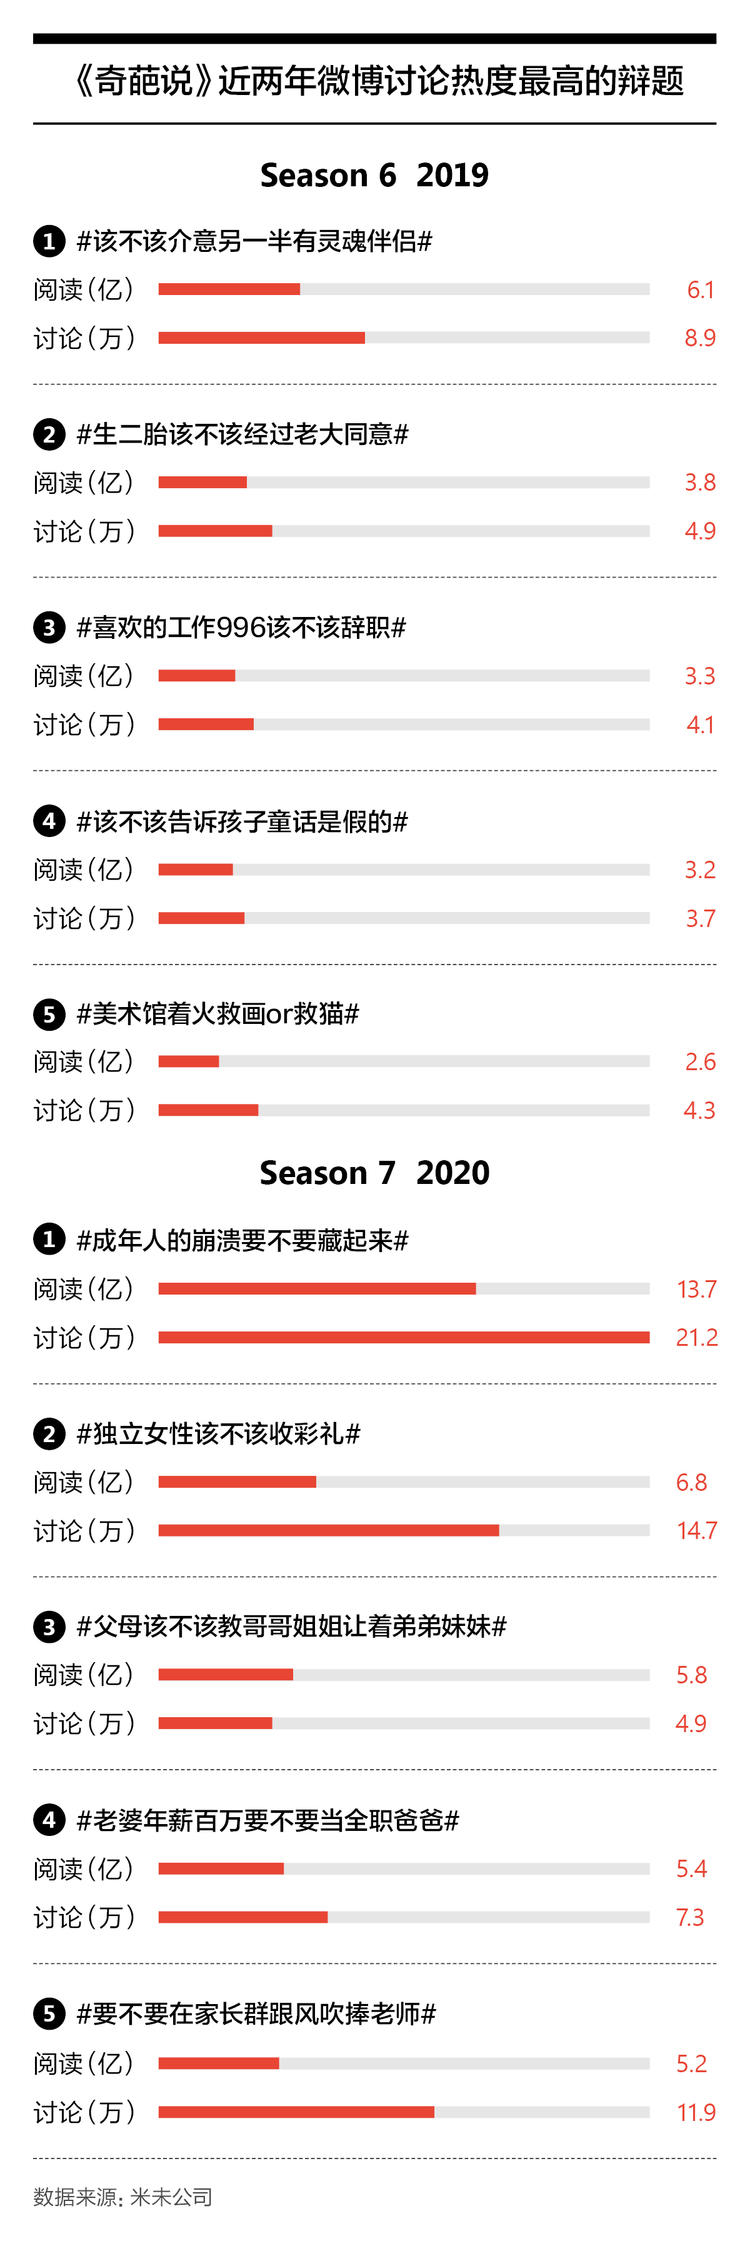 《奇葩说》近两年微博讨论热度最高的辩题
Season 6 2019
1 #该不该介意另一半有灵魂伴侣#
阅读(亿) 6.1
讨论(万) 8.9
2 #生二胎该不该经过老大同意#
阅读(亿) 3.8
讨论(万) 4.9
3 #喜欢的工作996该不该辞职#
阅读(亿) 3.3
讨论(万) 4.1
4 #该不该告诉孩子童话是假的#
阅读(亿) 3.2
讨论(万) 3.7
5 #美术馆着火救画or救猫#
阅读(亿) 2.6
讨论(万) 4.3
Season 7 2020
1 #成年人的崩溃要不要藏起来#
阅读(亿) 13.7
讨论(万) 21.2
2 #独立女性该不该收彩礼#
阅读(亿) 6.8
讨论(万) 14.7
3 #父母该不该教哥哥姐姐让着弟弟妹妹#
阅读(亿) 5.8
讨论(万) 4.9
4 #老婆年薪百万要不要当全职爸爸#
阅读(亿) 5.4
讨论(万) 7.3
5 #要不要在家长群跟风吹捧老师#
阅读(亿) 5.2
讨论(万) 11.9
数据来源：米未公司